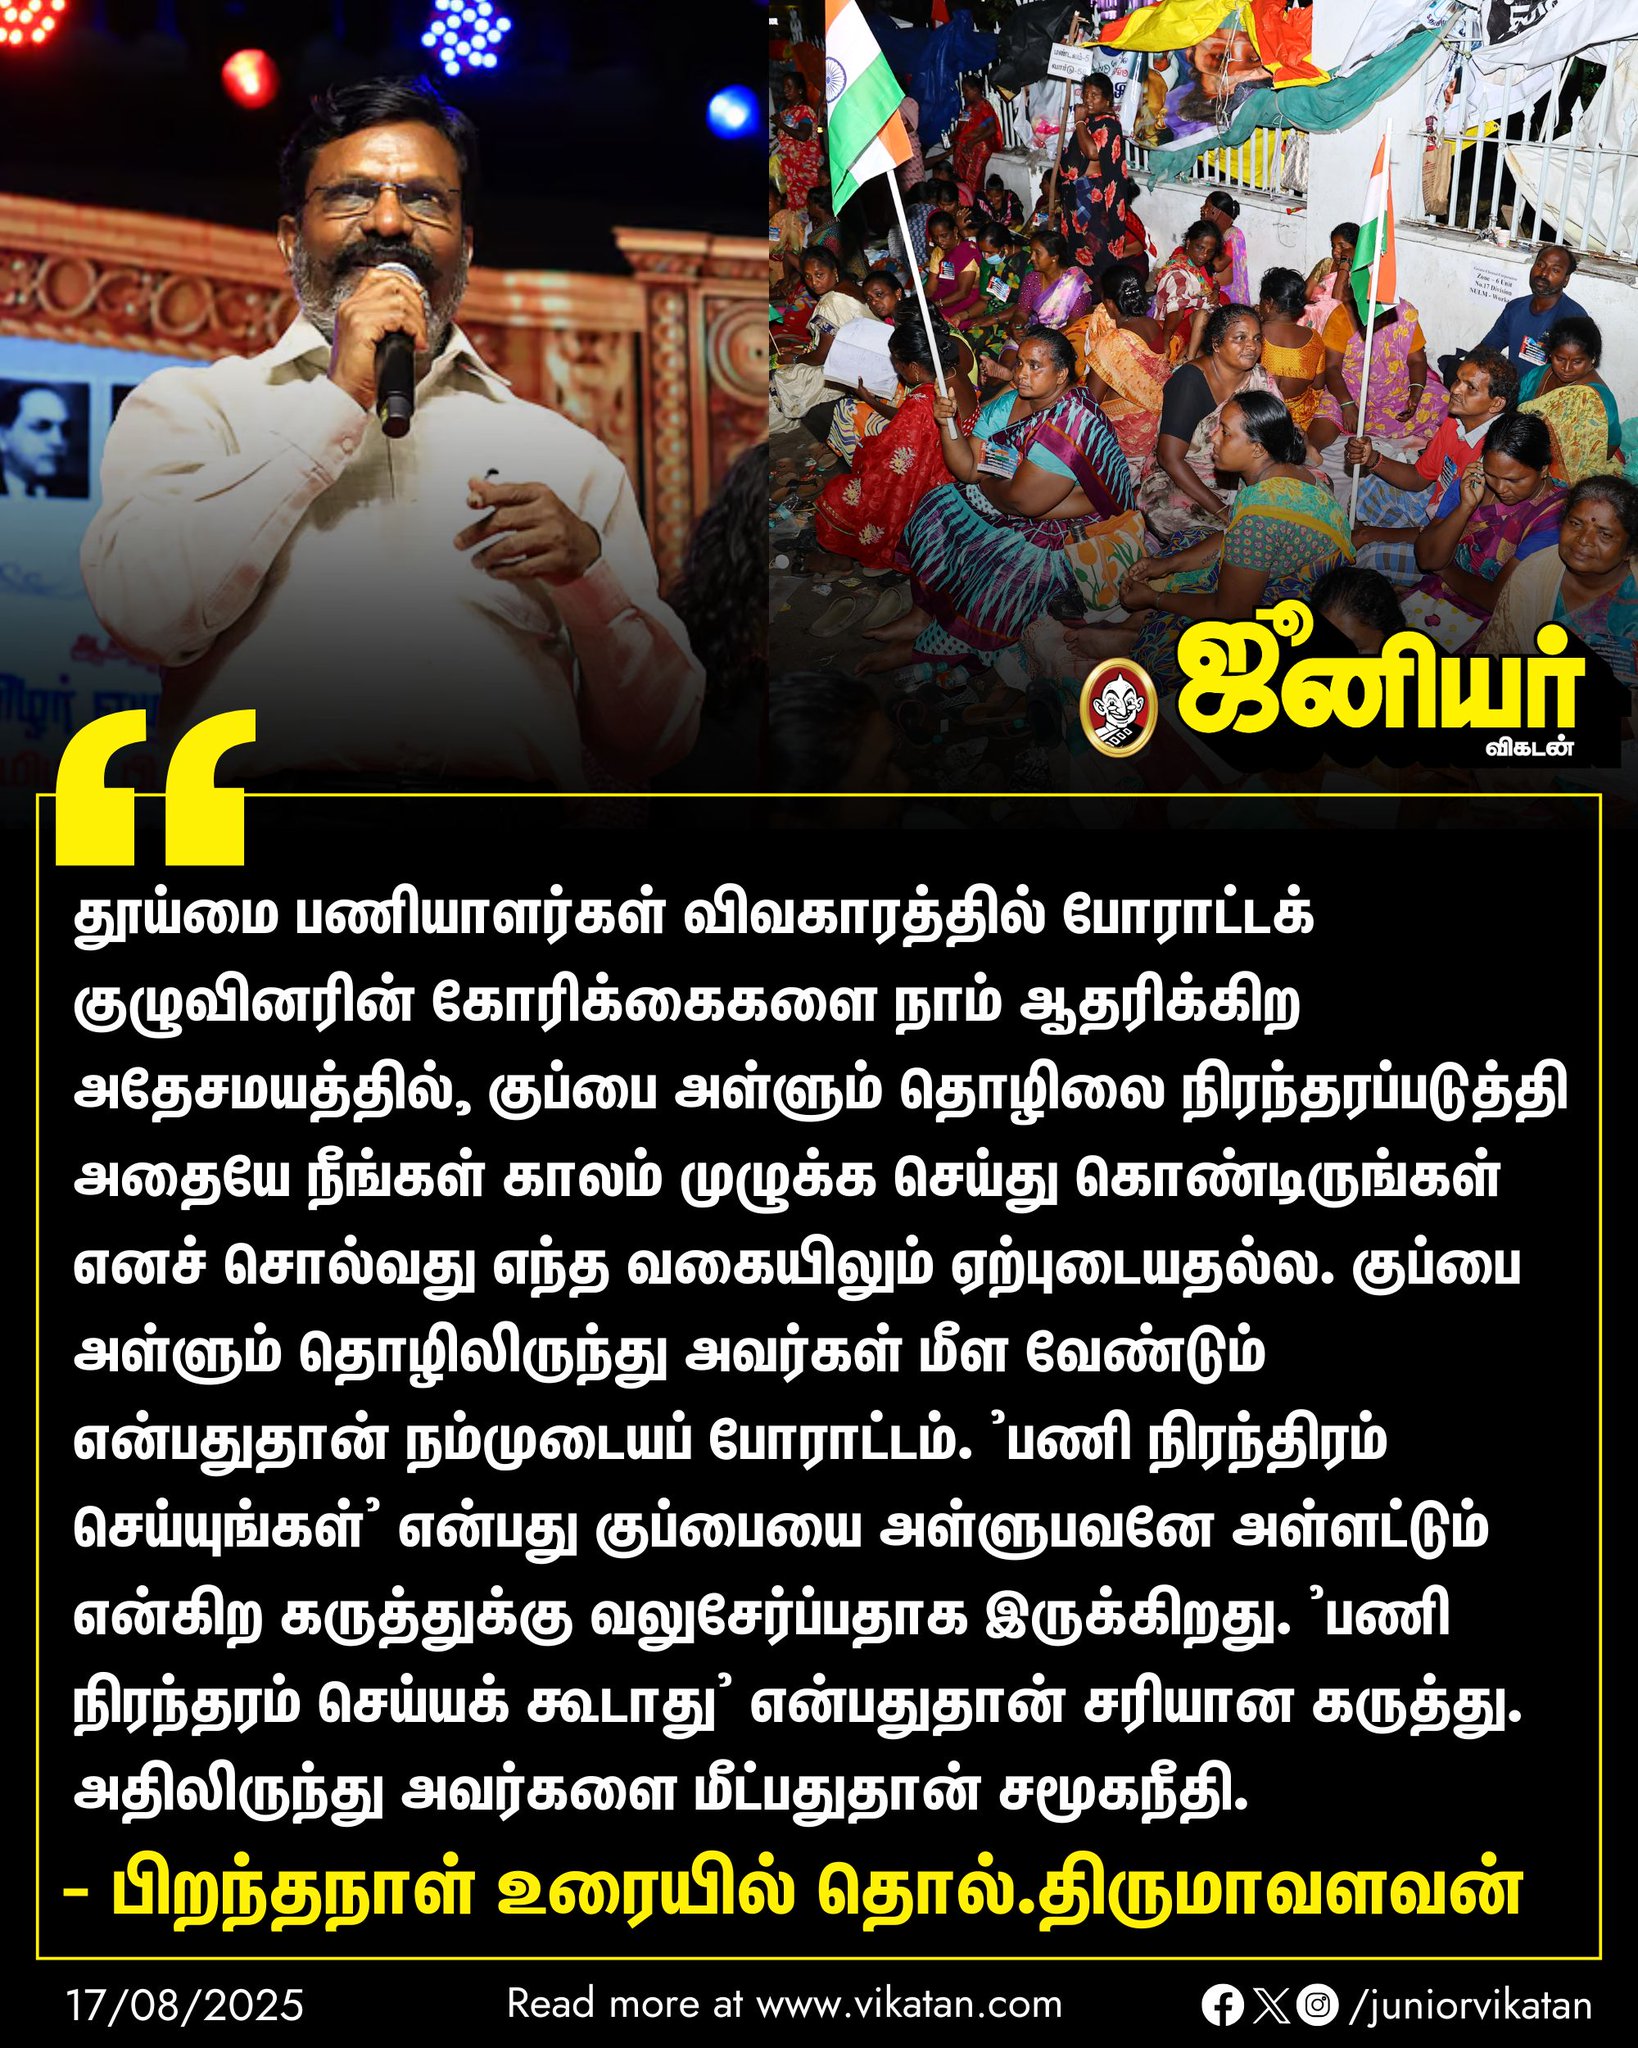 மண்டலம்-5
ஜூனியர்
விகடன்
தூய்மை பணியாளர்கள் விவகாரத்தில் போராட்டக்
குழுவினரின் கோரிக்கைகளை நாம் ஆதரிக்கிற
அதேசமயத்தில், குப்பை அள்ளும் தொழிலை நிரந்தரப்படுத்தி
அதையே நீங்கள் காலம் முழுக்க செய்து கொண்டிருங்கள்
எனச் சொல்வது எந்த வகையிலும் ஏற்புடையதல்ல. குப்பை
அள்ளும் தொழிலிருந்து அவர்கள் மீள வேண்டும்
என்பதுதான் நம்முடையப் போராட்டம். 'பணி நிரந்திரம்
செய்யுங்கள்' என்பது குப்பையை அள்ளுபவனே அள்ளட்டும்
என்கிற கருத்துக்கு வலுசேர்ப்பதாக இருக்கிறது. 'பணி
நிரந்தரம் செய்யக் கூடாது' என்பதுதான் சரியான கருத்து.
அதிலிருந்து அவர்களை மீட்பதுதான் சமூகநீதி.
- பிறந்தநாள் உரையில் தொல்.திருமாவளவன்
17/08/2025
Read more at www.vikatan.com
/juniorvikatan